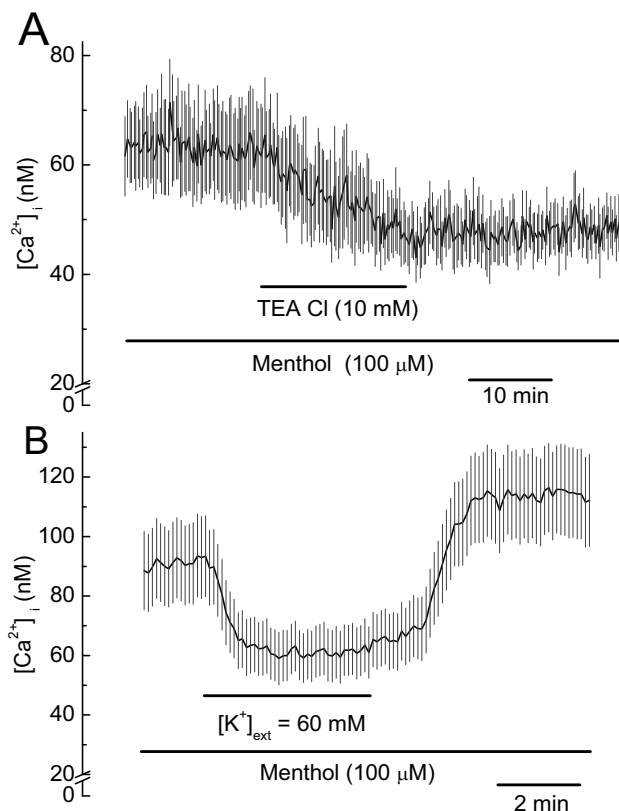 A
80
60
40
20
0
[Ca²⁺]ᵢ (nM)
TEA Cl (10 mM)
Menthol (100 μM)
10 min
B
120
100
80
60
40
20
0
[Ca²⁺]ᵢ (nM)
[K⁺]ext = 60 mM
Menthol (100 μM)
2 min